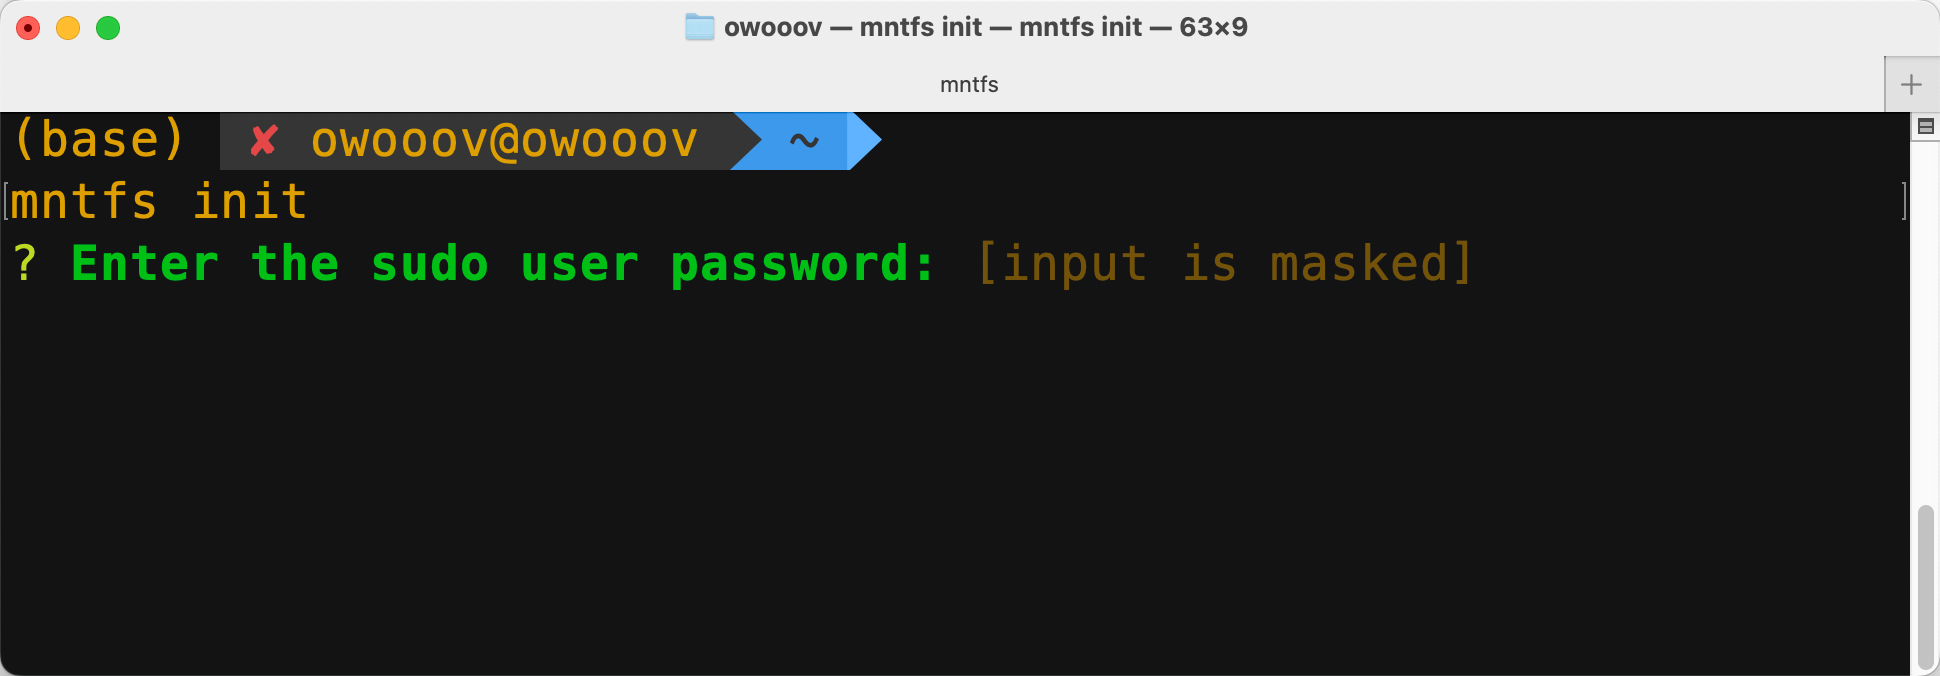 owooov — mntfs init — mntfs init — 63×9
mntfs
(base) ✘ owooov@owooov ~
[mntfs init ]
? Enter the sudo user password: [input is masked]